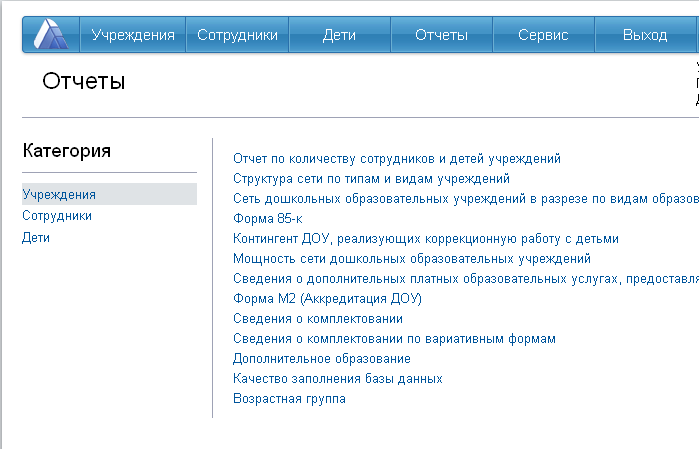 Учреждения Сотрудники Дети Отчеты Сервис Выход
Отчеты
Категория
Учреждения
Сотрудники
Дети
Отчет по количеству сотрудников и детей учреждений
Структура сети по типам и видам учреждений
Сеть дошкольных образовательных учреждений в разрезе по видам образов
Форма 85-к
Контингент ДОУ, реализующих коррекционную работу с детьми
Мощность сети дошкольных образовательных учреждений
Сведения о дополнительных платных образовательных услугах, предоставля
Форма М2 (Аккредитация ДОУ)
Сведения о комплектовании
Сведения о комплектовании по вариативным формам
Дополнительное образование
Качество заполнения базы данных
Возрастная группа